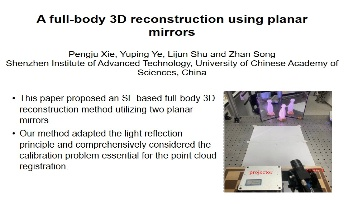 A full-body 3D reconstruction using planar
mirrors
Pengju Xie, Yuping Ye, Lijun Shu and Zhan Song
Shenzhen Institute of Advanced Technology, University of Chinese Academy of
Sciences, China
• This paper proposed an SL based full body 3D
reconstruction method utilizing two planar
mirrors
• Our method adapted the light reflection
principle and comprehensively considered the
calibration problem essential for the point cloud
registration
projector